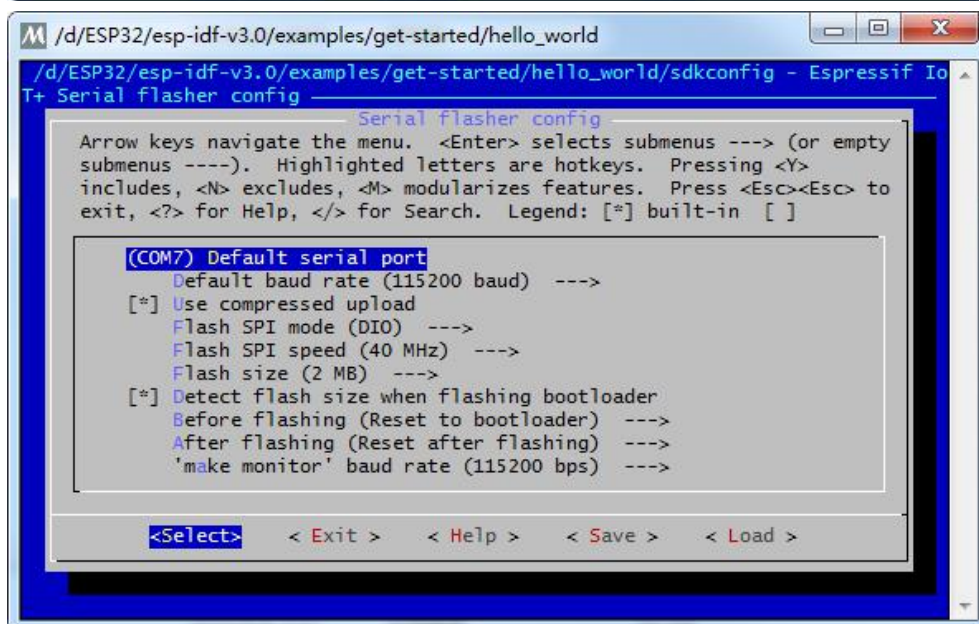 /d/ESP32/esp-idf-v3.0/examples/get-started/hello_world
/d/ESP32/esp-idf-v3.0/examples/get-started/hello_world/sdkconfig - Espressif Io
T+ Serial flasher config
Serial flasher config
Arrow keys navigate the menu.  <Enter> selects submenus ---> (or empty
submenus ----).  Highlighted letters are hotkeys.  Pressing <Y>
includes, <N> excludes, <M> modularizes features.  Press <Esc><Esc> to
exit, <?> for Help, </> for Search.  Legend: [*] built-in  [ ]
(COM7) Default serial port
Default baud rate (115200 baud)  --->
[*] Use compressed upload
Flash SPI mode (DIO)  --->
Flash SPI speed (40 MHz)  --->
Flash size (2 MB)  --->
[*] Detect flash size when flashing bootloader
Before flashing (Reset to bootloader)  --->
After flashing (Reset after flashing)  --->
'make monitor' baud rate (115200 bps)  --->
<Select>    < Exit >    < Help >    < Save >    < Load >